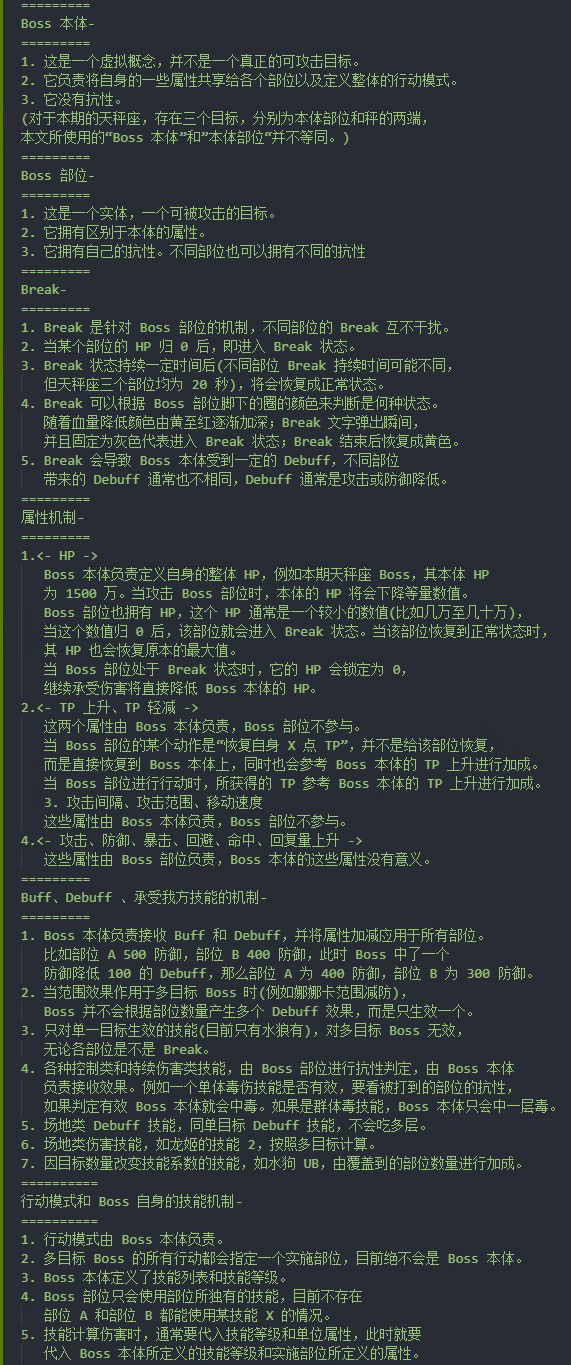 =========
Boss 本体-
=========
1. 这是一个虚拟概念，并不是一个真正的可攻击目标。
2. 它负责将自身的一些属性共享给各个部位以及定义整体的行动模式。
3. 它没有抗性。
(对于本期的天秤座，存在三个目标，分别为本体部位和秤的两端，
本文所使用的“Boss 本体”和”本体部位“并不等同。)
=========
Boss 部位-
=========
1. 这是一个实体，一个可被攻击的目标。
2. 它拥有区别于本体的属性。
3. 它拥有自己的抗性。不同部位也可以拥有不同的抗性
=========
Break-
=========
1. Break 是针对 Boss 部位的机制，不同部位的 Break 互不干扰。
2. 当某个部位的 HP 归 0 后，即进入 Break 状态。
3. Break 状态持续一定时间后(不同部位 Break 持续时间可能不同，
但天秤座三个部位均为 20 秒)，将会恢复成正常状态。
4. Break 可以根据 Boss 部位脚下的圈的颜色来判断是何种状态。
随着血量降低颜色由黄至红逐渐加深；Break 文字弹出瞬间，
并且固定为灰色代表进入 Break 状态；Break 结束后恢复成黄色。
5. Break 会导致 Boss 本体受到一定的 Debuff，不同部位
带来的 Debuff 通常也不相同，Debuff 通常是攻击或防御降低。
=========
属性机制-
=========
1.<- HP ->
Boss 本体负责定义自身的整体 HP，例如本期天秤座 Boss，其本体 HP
为 1500 万。当攻击 Boss 部位时，本体的 HP 将会下降等量数值。
Boss 部位也拥有 HP，这个 HP 通常是一个较小的数值(比如几万至几十万)，
当这个数值归 0 后，该部位就会进入 Break 状态。当该部位恢复到正常状态时，
其 HP 也会恢复原本的最大值。
当 Boss 部位处于 Break 状态时，它的 HP 会锁定为 0，
继续承受伤害将直接降低 Boss 本体的 HP。
2.<- TP 上升、TP 轻减 ->
这两个属性由 Boss 本体负责，Boss 部位不参与。
当 Boss 部位的某个动作是“恢复自身 X 点 TP”，并不是给该部位恢复，
而是直接恢复到 Boss 本体上，同时也会参考 Boss 本体的 TP 上升进行加成。
当 Boss 部位进行行动时，所获得的 TP 参考 Boss 本体的 TP 上升进行加成。
3. 攻击间隔、攻击范围、移动速度
这些属性由 Boss 本体负责，Boss 部位不参与。
4.<- 攻击、防御、暴击、回避、命中、回复量上升 ->
这些属性由 Boss 部位负责，Boss 本体的这些属性没有意义。
=========
Buff、Debuff 、承受我方技能的机制-
=========
1. Boss 本体负责接收 Buff 和 Debuff，并将属性加减应用于所有部位。
比如部位 A 500 防御，部位 B 400 防御，此时 Boss 中了一个
防御降低 100 的 Debuff，那么部位 A 为 400 防御，部位 B 为 300 防御。
2. 当范围效果作用于多目标 Boss 时(例如娜娜卡范围减防)，
Boss 并不会根据部位数量产生多个 Debuff 效果，而是只生效一个。
3. 只对单一目标生效的技能(目前只有水狼有)，对多目标 Boss 无效，
无论各部位是不是 Break。
4. 各种控制类和持续伤害类技能，由 Boss 部位进行抗性判定，由 Boss 本体
负责接收效果。例如一个单体毒伤技能是否有效，要看被打到的部位的抗性，
如果判定有效 Boss 本体就会中毒。如果是群体毒技能，Boss 本体只会中一层毒。
5. 场地类 Debuff 技能，同单目标 Debuff 技能，不会吃多层。
6. 场地类伤害技能，如龙姬的技能 2，按照多目标计算。
7. 因目标数量改变技能系数的技能，如水狗 UB，由覆盖到的部位数量进行加成。
==========
行动模式和 Boss 自身的技能机制-
==========
1. 行动模式由 Boss 本体负责。
2. 多目标 Boss 的所有行动都会指定一个实施部位，目前绝不会是 Boss 本体。
3. Boss 本体定义了技能列表和技能等级。
4. Boss 部位只会使用部位所独有的技能，目前不存在
部位 A 和部位 B 都能使用某技能 X 的情况。
5. 技能计算伤害时，通常要代入技能等级和单位属性，此时就要
代入 Boss 本体所定义的技能等级和实施部位所定义的属性。